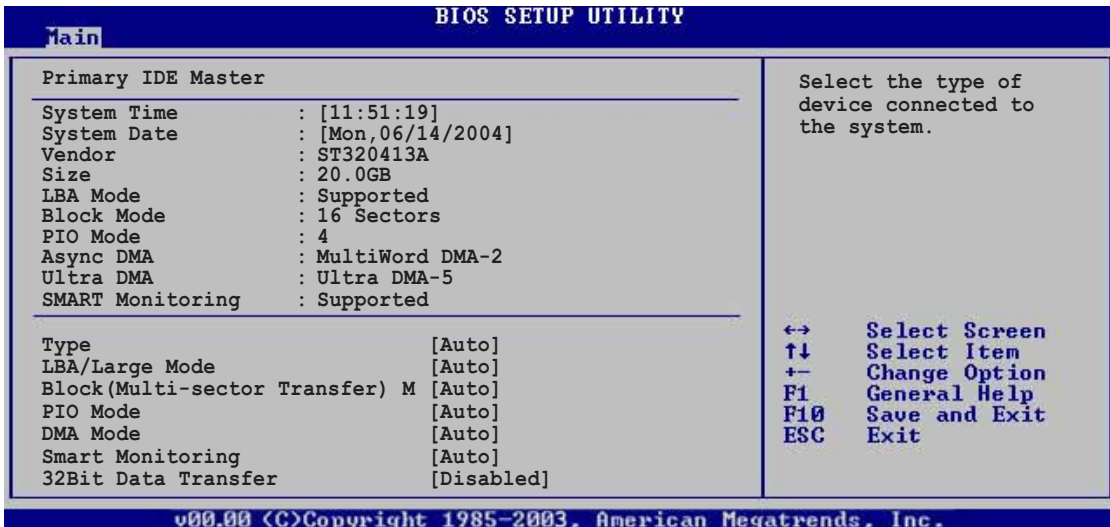 BIOS SETUP UTILITY
Main
Primary IDE Master
System Time : [11:51:19]
System Date : [Mon,06/14/2004]
Vendor : ST320413A
Size : 20.0GB
LBA Mode : Supported
Block Mode : 16 Sectors
PIO Mode : 4
Async DMA : MultiWord DMA-2
Ultra DMA : Ultra DMA-5
SMART Monitoring : Supported
Type [Auto]
LBA/Large Mode [Auto]
Block(Multi-sector Transfer) M [Auto]
PIO Mode [Auto]
DMA Mode [Auto]
Smart Monitoring [Auto]
32Bit Data Transfer [Disabled]
Select the type of
device connected to
the system.
↔ Select Screen
↑↓ Select Item
+- Change Option
F1 General Help
F10 Save and Exit
ESC Exit
v00.00 (C)Copyright 1985-2003, American Megatrends, Inc.